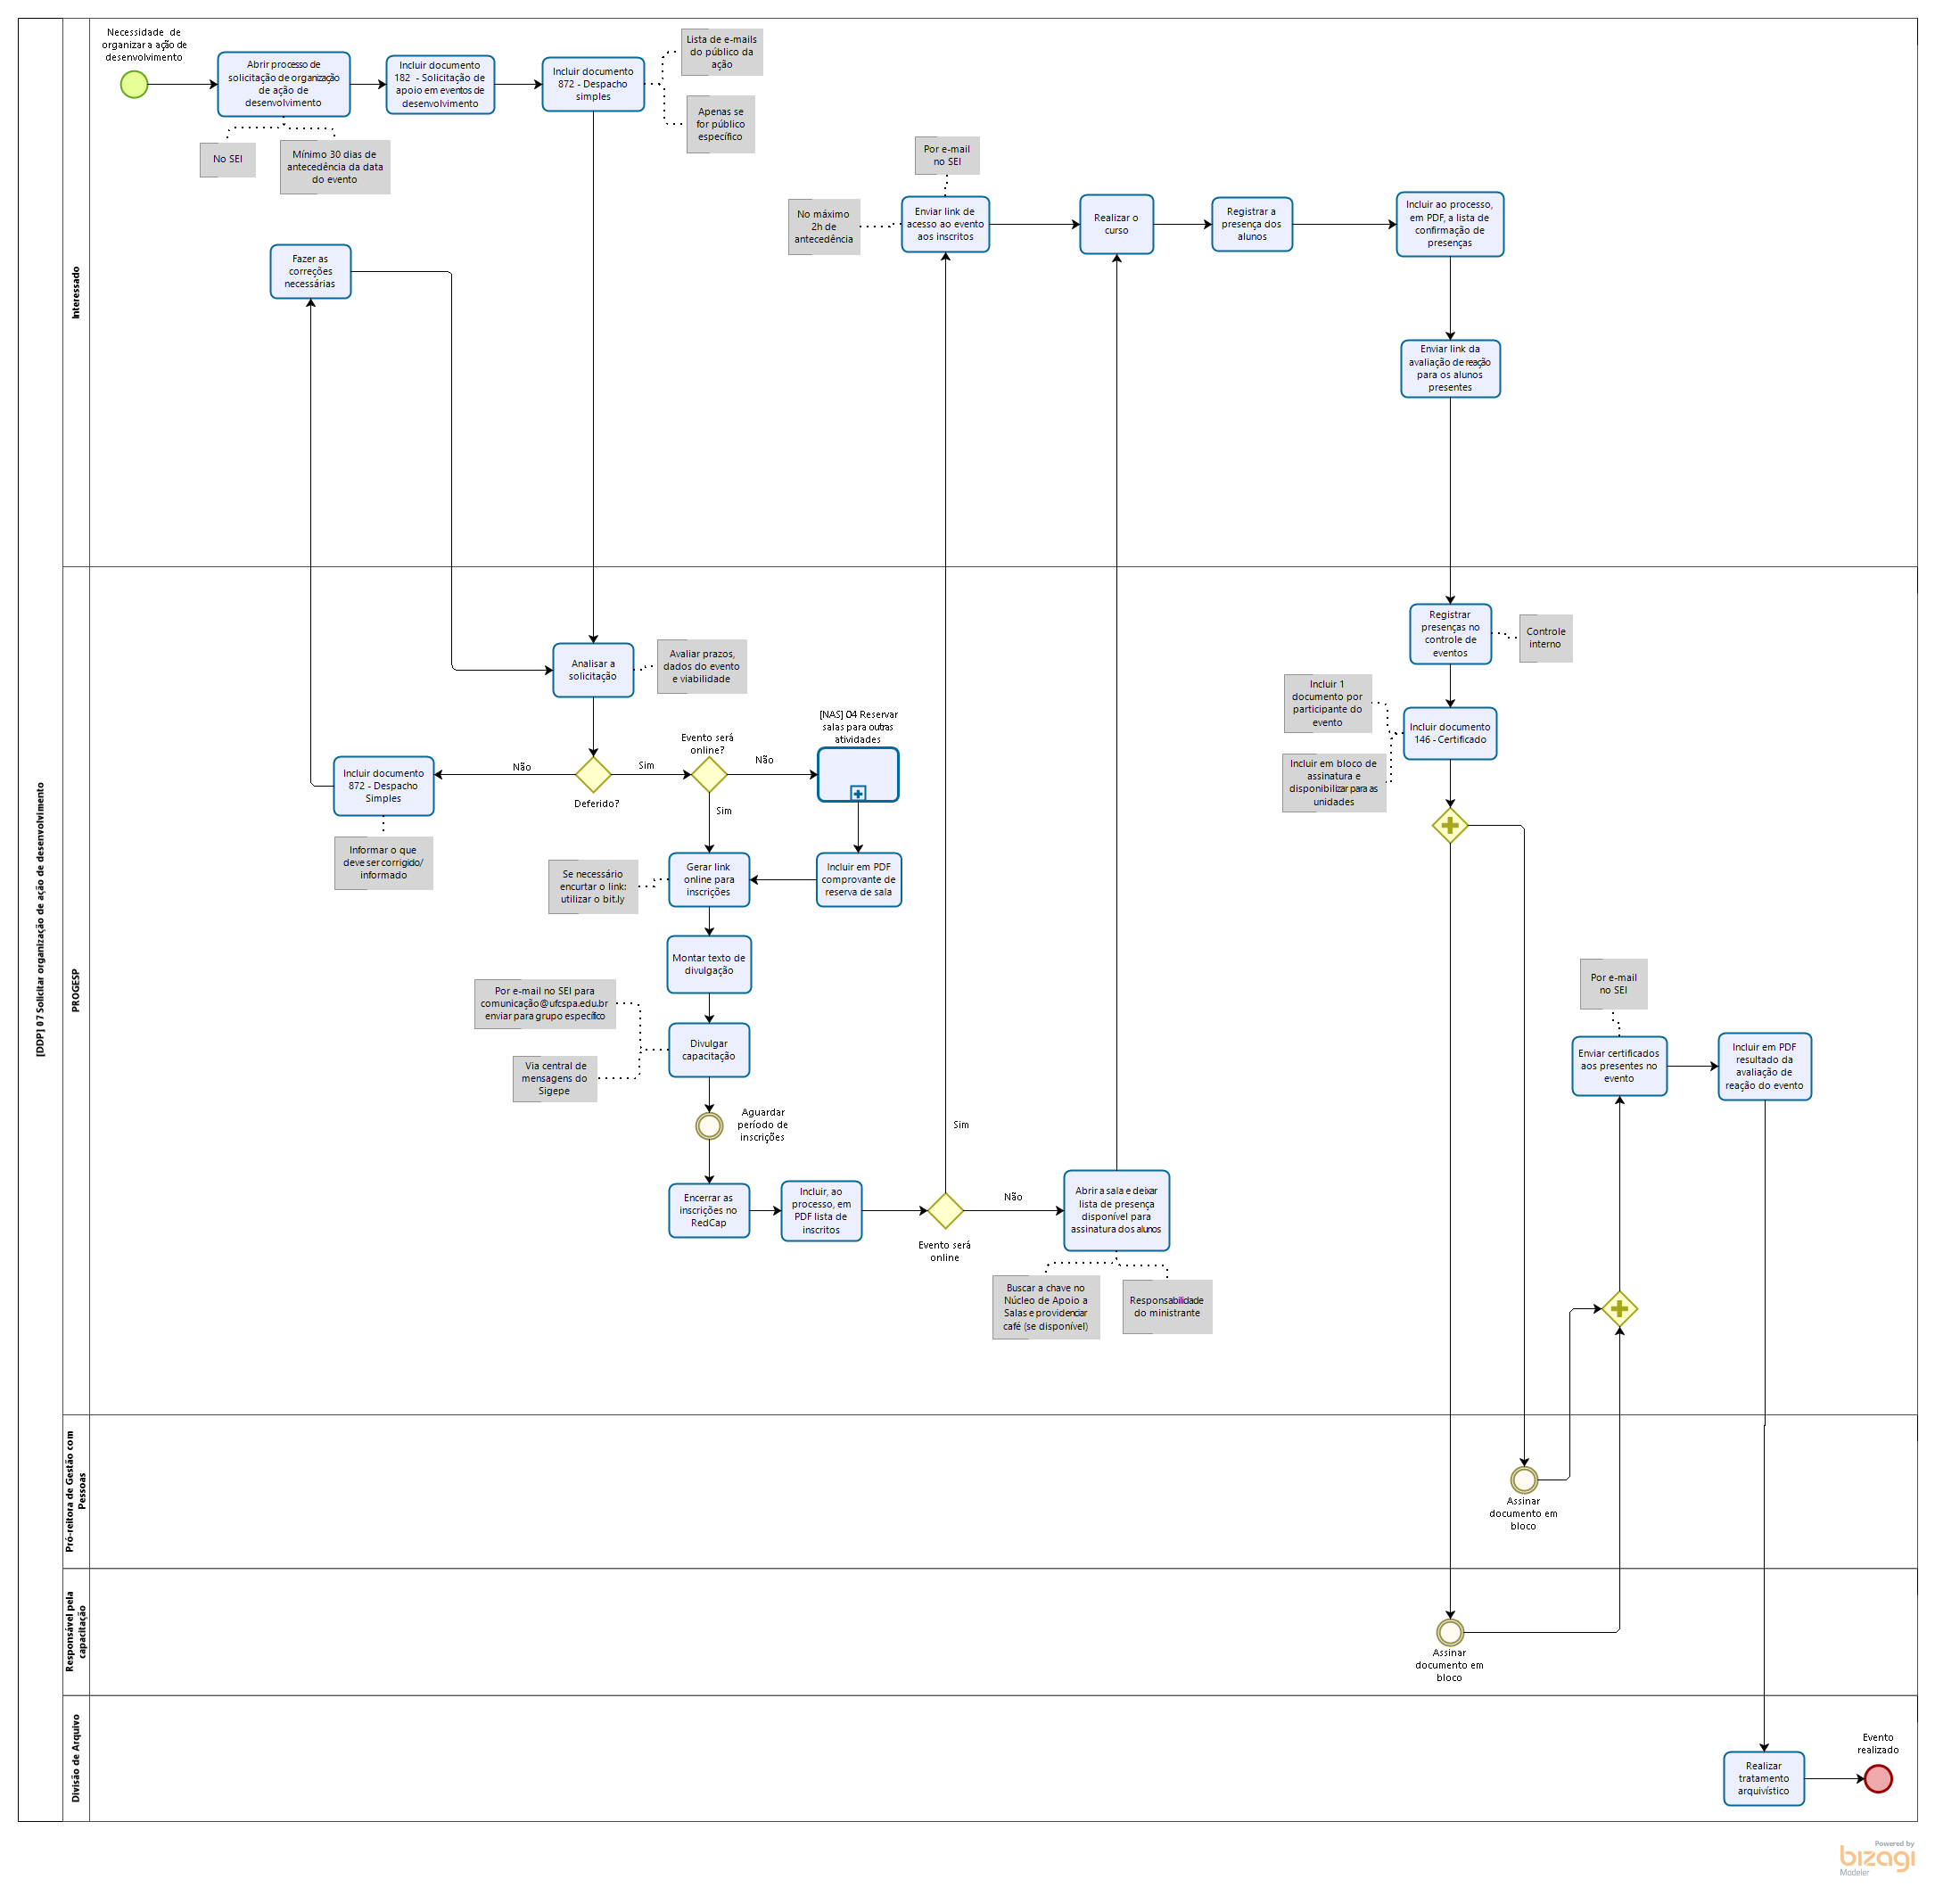 [DDP] 07 Solicitar organização de ação de desenvolvimento
Interessado
Necessidade de
organizar a ação de
desenvolvimento
Abrir processo de
solicitação de organização
de ação de
desenvolvimento
No SEI
Mínimo 30 dias de
antecedência da data
do evento
Incluir documento
182 - Solicitação de
apoio em eventos de
desenvolvimento
Incluir documento
872 - Despacho
simples
Lista de e-mails
do público da
ação
Apenas se
for público
específico
Fazer as
correções
necessárias
Por e-mail
no SEI
No máximo
2h de
antecedência
Enviar link de
acesso ao evento
aos inscritos
Realizar o
curso
Registrar a
presença dos
alunos
Incluir ao processo,
em PDF, a lista de
confirmação de
presenças
Enviar link da
avaliação de reação
para os alunos
presentes
PROGESP
Analisar a
solicitação
Avaliar prazos,
dados do evento
e viabilidade
Deferido?
Não
Sim
Incluir documento
872 - Despacho
Simples
Informar o que
deve ser corrigido/
informado
Evento será
online?
Não
Sim
[NAS] 04 Reservar
salas para outras
atividades
Incluir em PDF
comprovante de
reserva de sala
Gerar link
online para
inscrições
Se necessário
encurtar o link:
utilizar o bit.ly
Montar texto de
divulgação
Divulgar
capacitação
Por e-mail no SEI para
comunicação@ufcspa.edu.br
enviar para grupo específico
Via central de
mensagens do
Sigepe
Aguardar
período de
inscrições
Encerrar as
inscrições no
RedCap
Incluir, ao
processo, em
PDF lista de
inscritos
Evento será
online
Sim
Não
Abrir a sala e deixar
lista de presença
disponível para
assinatura dos alunos
Buscar a chave no
Núcleo de Apoio a
Salas e providenciar
café (se disponível)
Responsabilidade
do ministrante
Registrar
presenças no
controle de
eventos
Controle
interno
Incluir documento
146 - Certificado
Incluir 1
documento por
participante do
evento
Incluir em bloco de
assinatura e
disponibilizar para as
unidades
Por e-mail
no SEI
Enviar certificados
aos presentes no
evento
Incluir em PDF
resultado da
avaliação de
reação do evento
Pró-reitora de Gestão com
Pessoas
Assinar
documento em
bloco
Responsável pela
capacitação
Assinar
documento em
bloco
Divisão de Arquivo
Realizar
tratamento
arquivístico
Evento
realizado
Powered by
bizagi
Modeler